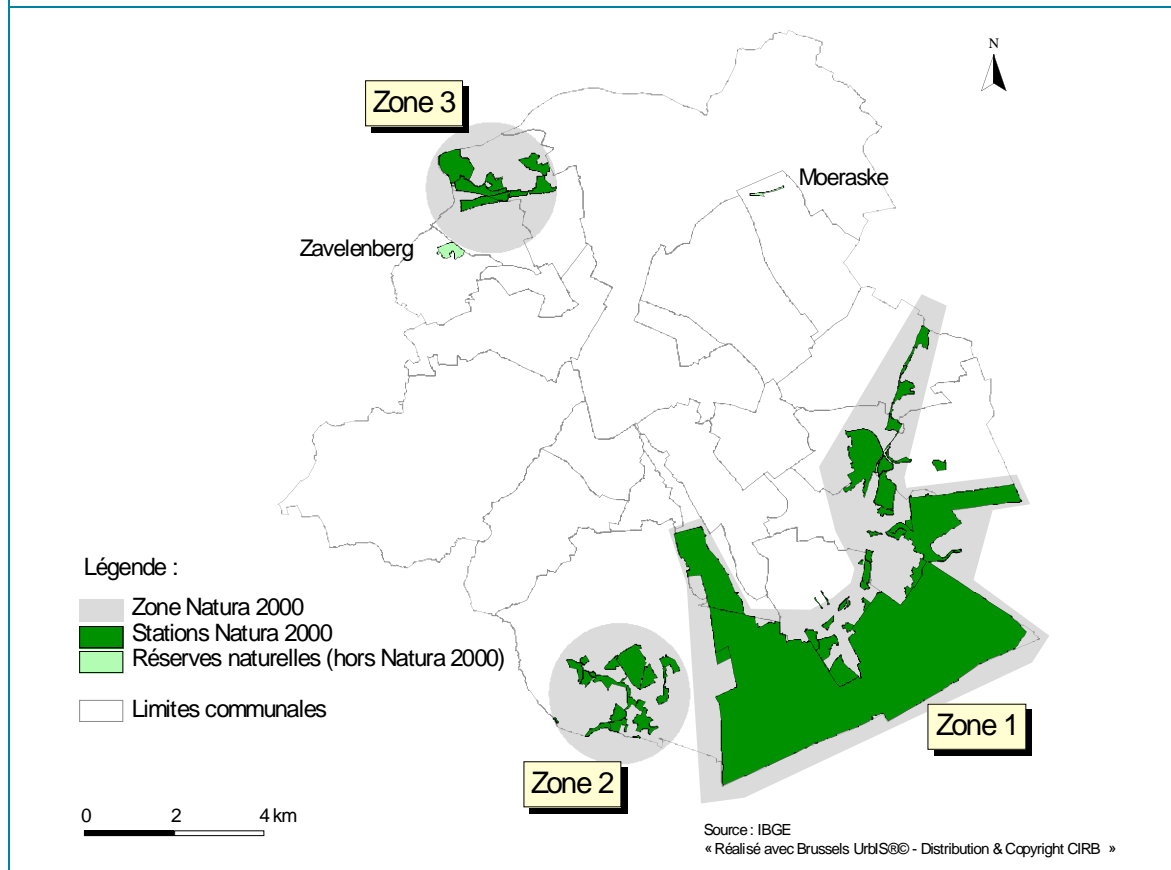 N
Zone 3
Moeraske
Zavelenberg
Légende :
Zone Natura 2000
Stations Natura 2000
Réserves naturelles (hors Natura 2000)
Limites communales
Zone 1
Zone 2
0 2 4 km
Source : IBGE
« Réalisé avec Brussels UrbIS®© - Distribution & Copyright CIRB »